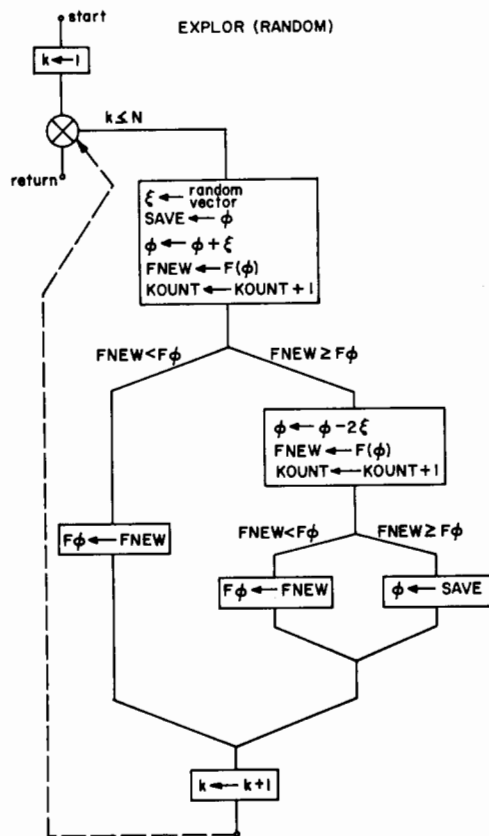 start
EXPLOR (RANDOM)
k ← 1
k ≤ N
return
ξ ← random vector
SAVE ← ϕ
ϕ ← ϕ + ξ
FNEW ← F(ϕ)
KOUNT ← KOUNT + 1
FNEW < Fϕ
FNEW ≥ Fϕ
ϕ ← ϕ - 2ξ
FNEW ← F(ϕ)
KOUNT ← KOUNT + 1
FNEW < Fϕ
FNEW ≥ Fϕ
Fϕ ← FNEW
Fϕ ← FNEW
ϕ ← SAVE
k ← k + 1